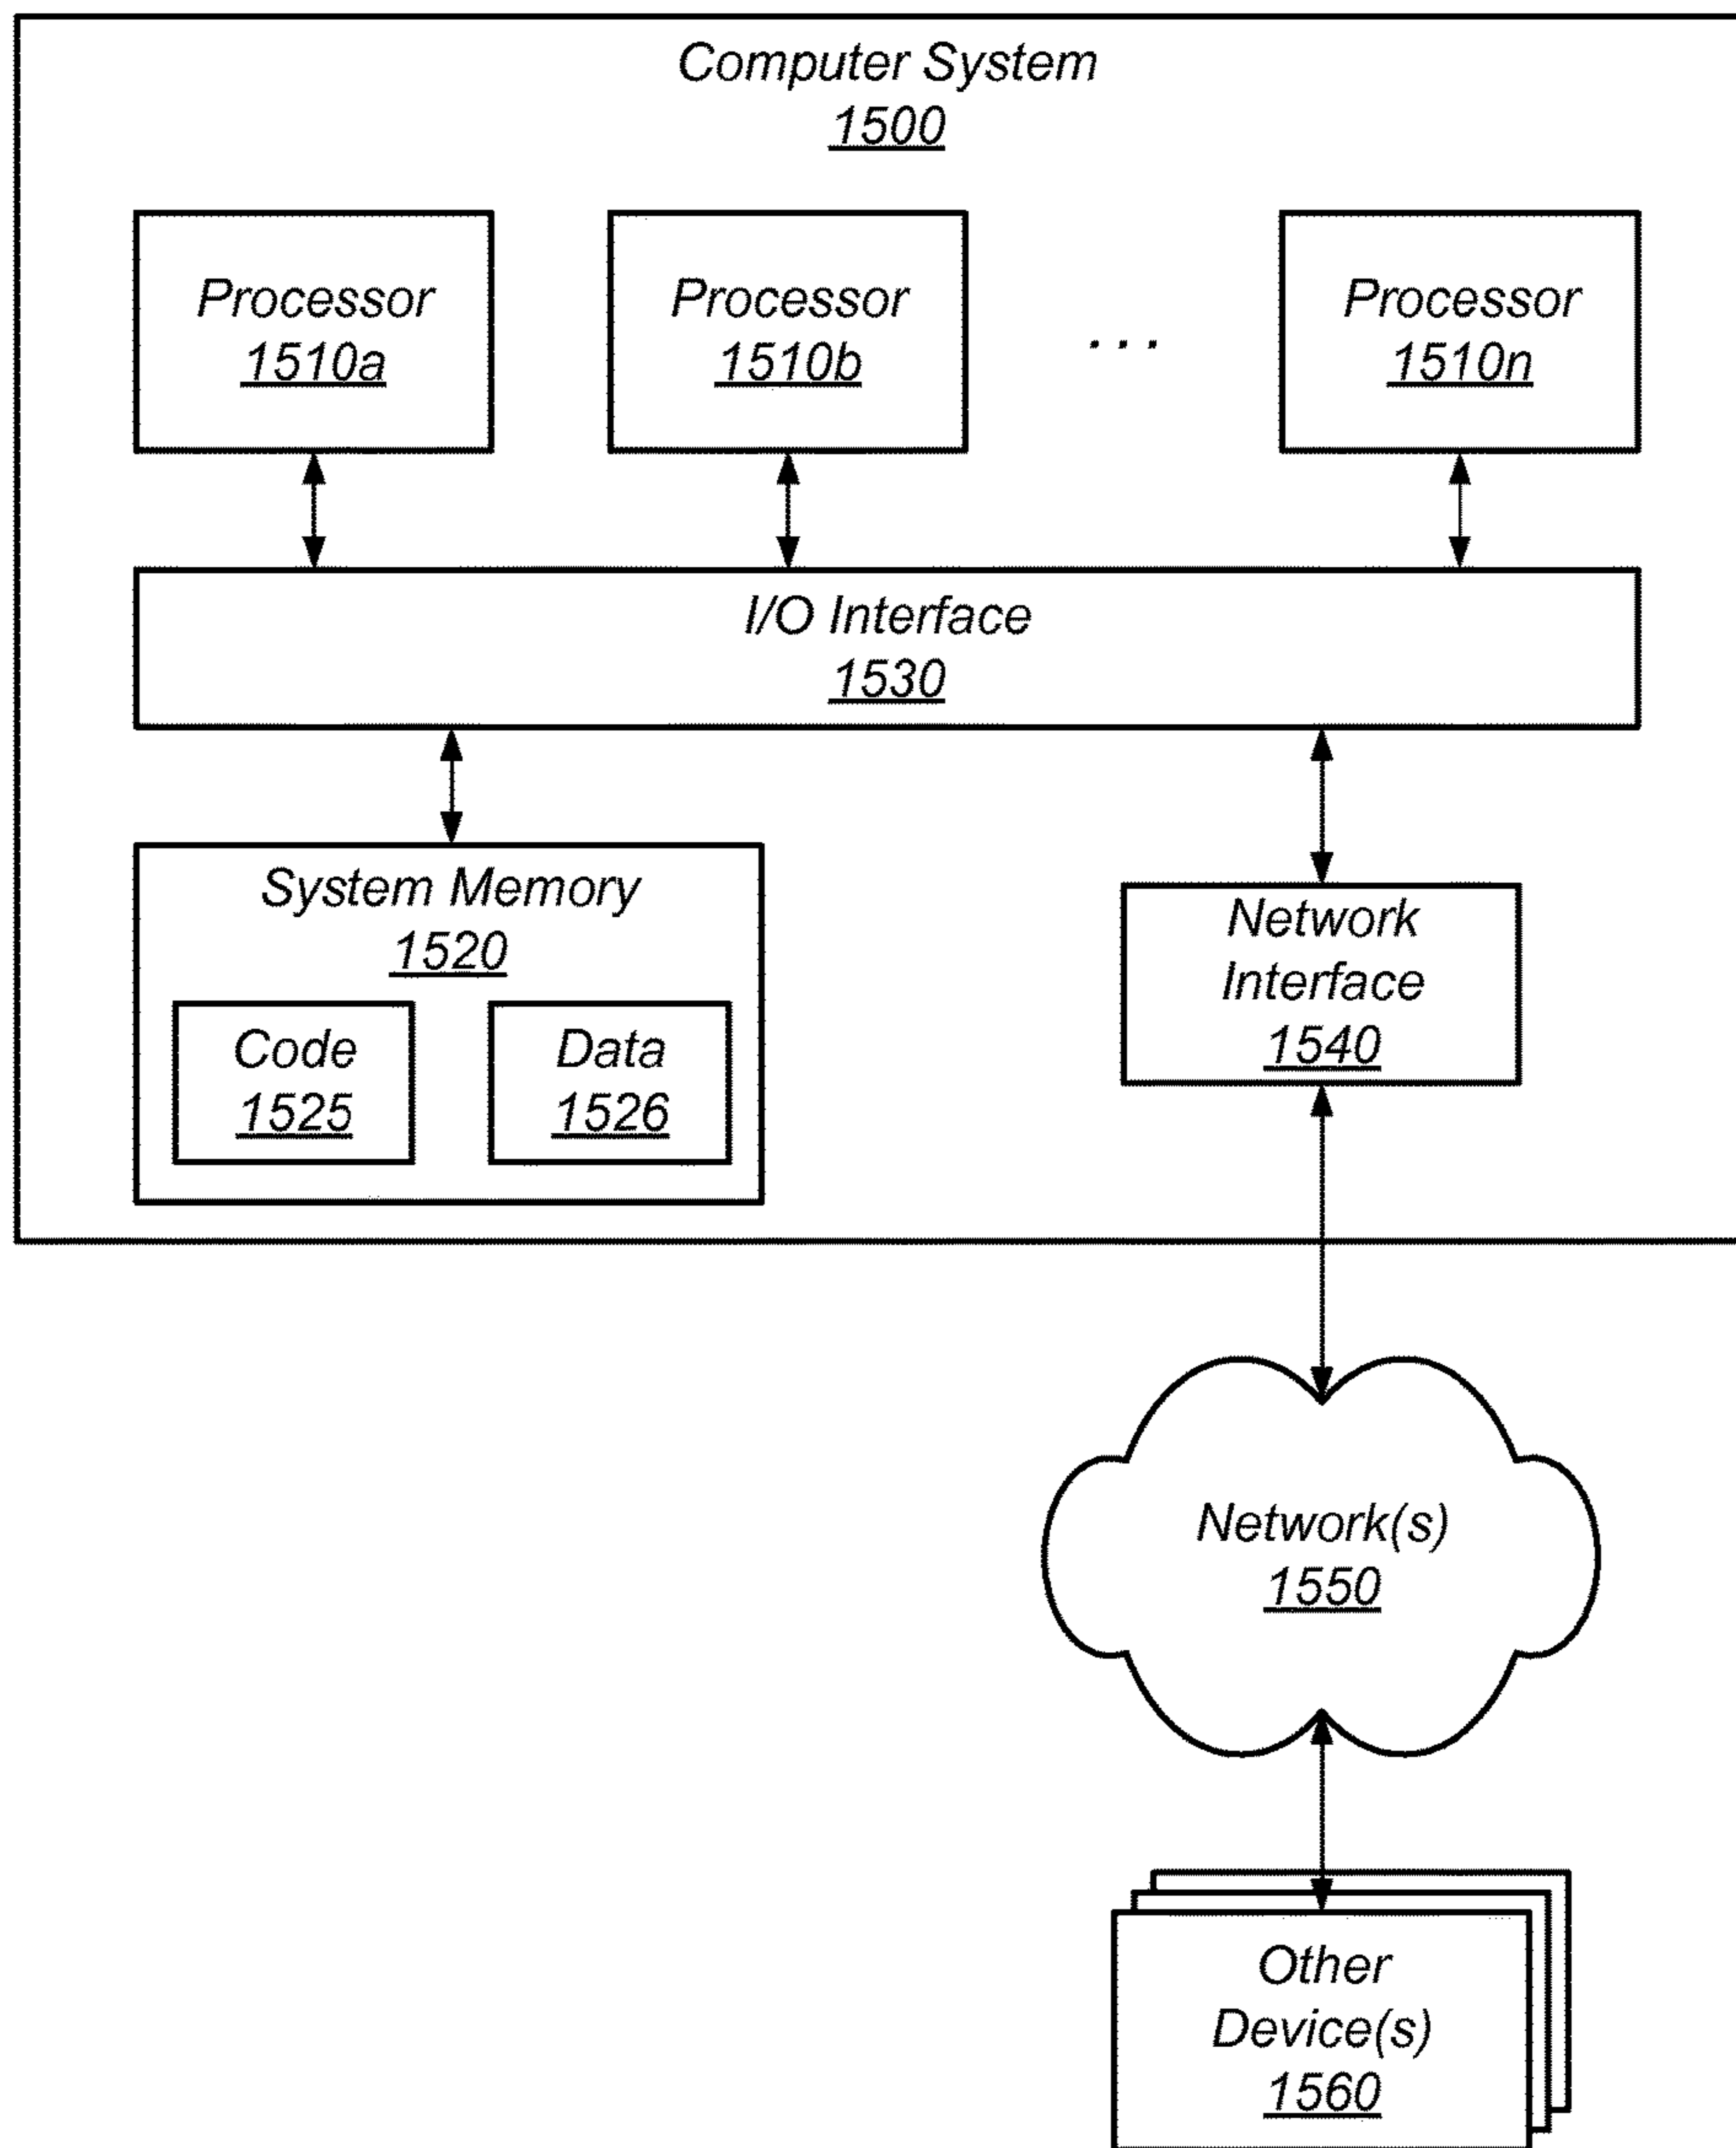 Computer System
1500
Processor
1510a
Processor
1510b
...
Processor
1510n
I/O Interface
1530
System Memory
1520
Code
1525
Data
1526
Network
Interface
1540
Network(s)
1550
Other
Device(s)
1560